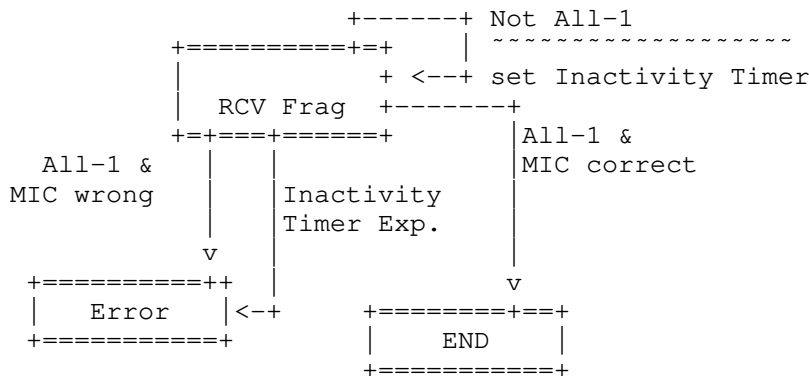 Not All-1
~~~~~~~~~~~~~~~~~~~
set Inactivity Timer
RCV Frag
All-1 &
MIC correct
All-1 &
MIC wrong
Inactivity
Timer Exp.
v
v
Error
END